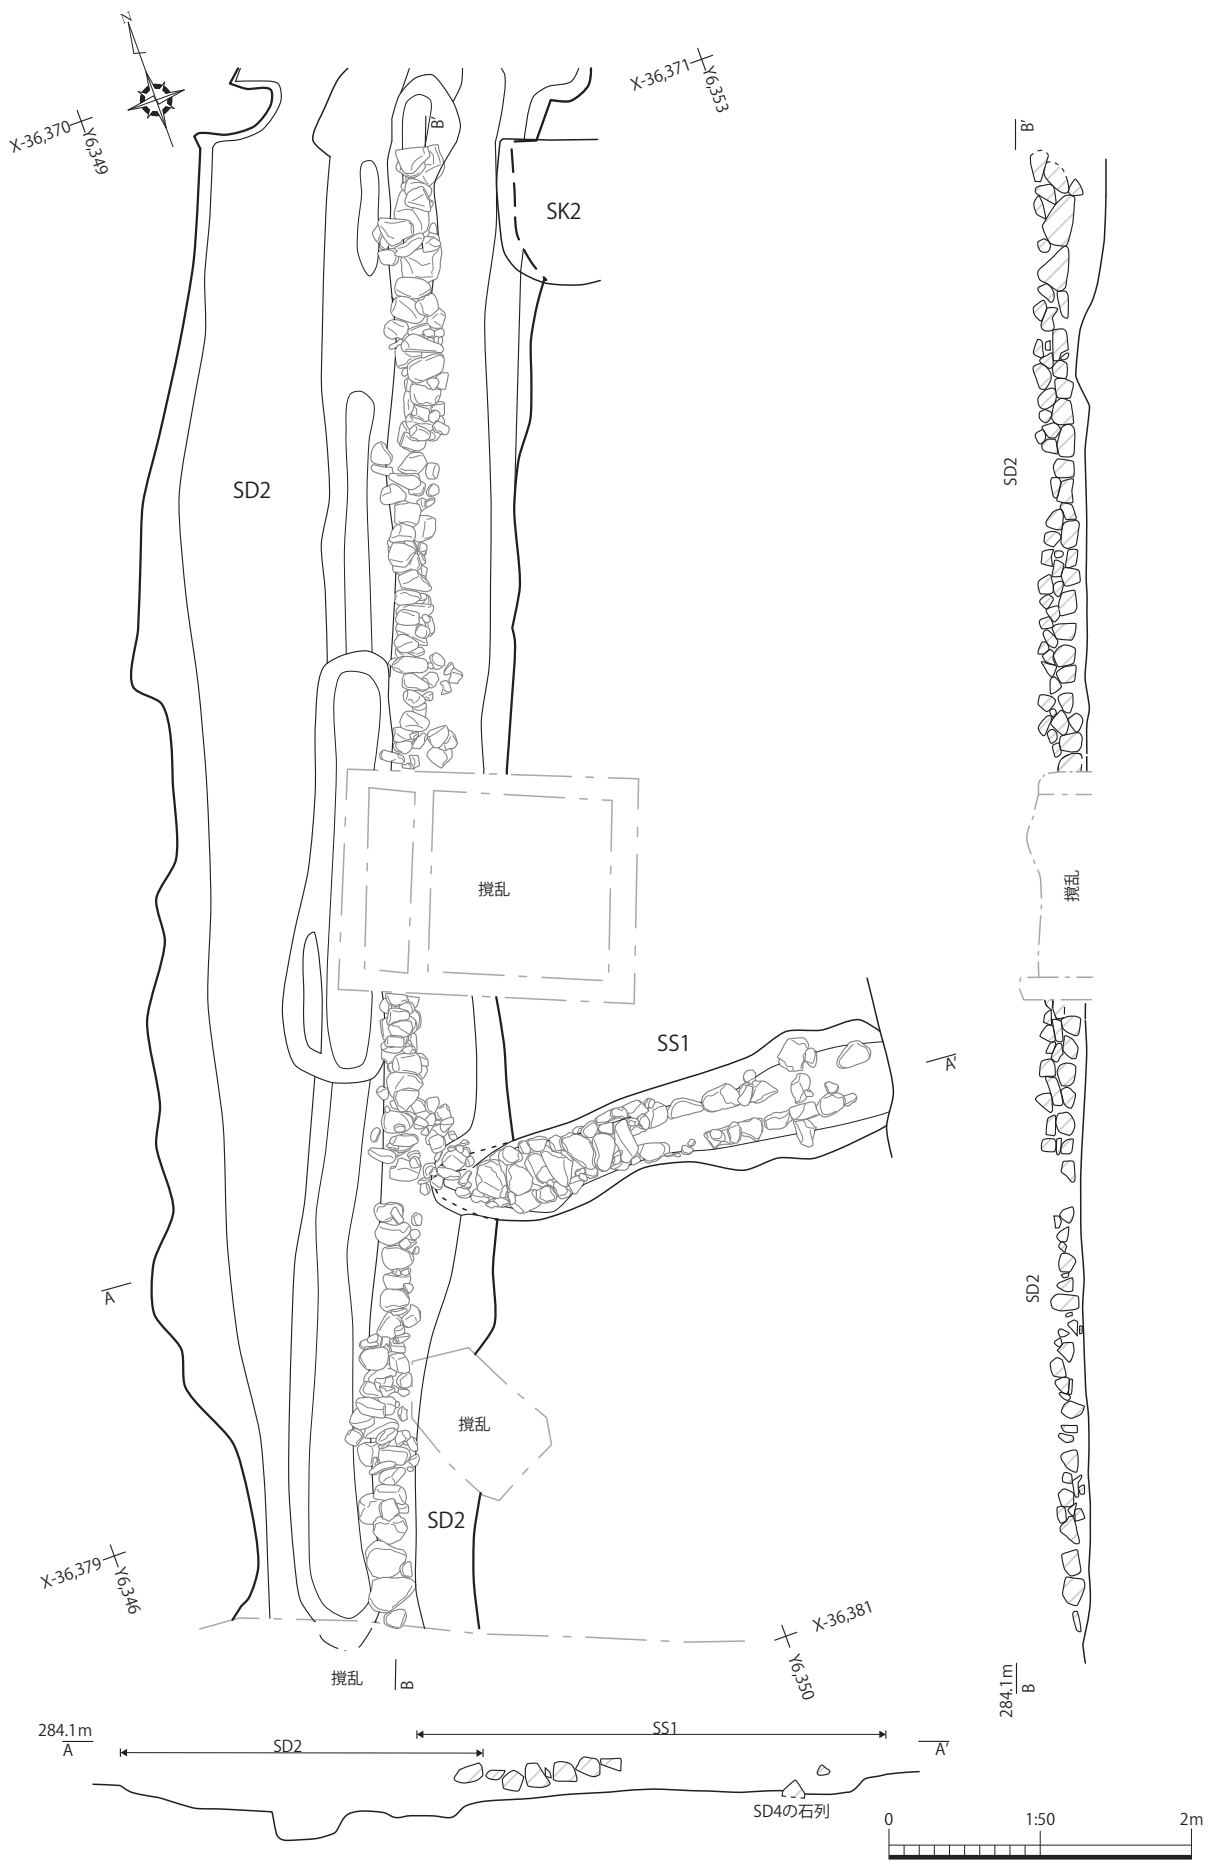 N
X-36,370
Y6,349
X-36,371
Y6,353
B'
B'
SK2
SD2
SD2
撹乱
撹乱
SS1
A'
A
SD2
撹乱
SD2
X-36,379
Y6,346
X-36,381
Y6,350
撹乱
B
284.1m
B
284.1m
A
SD2
SS1
A'
SD4の石列
0
1:50
2m